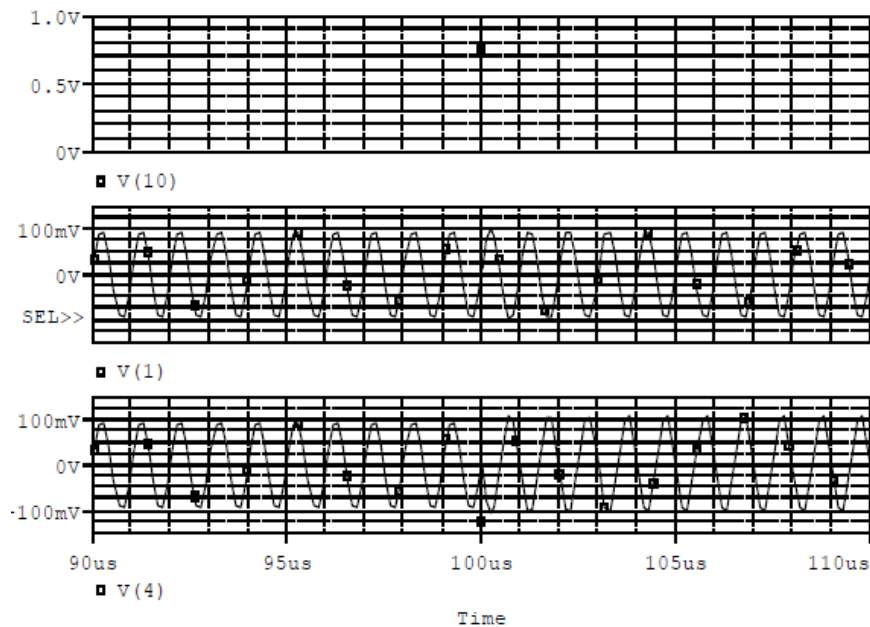 1.0V
0.5V
0V
V(10)
100mV
0V
SEL>>
V(1)
100mV
0V
-100mV
90us 95us 100us 105us 110us
V(4)
Time